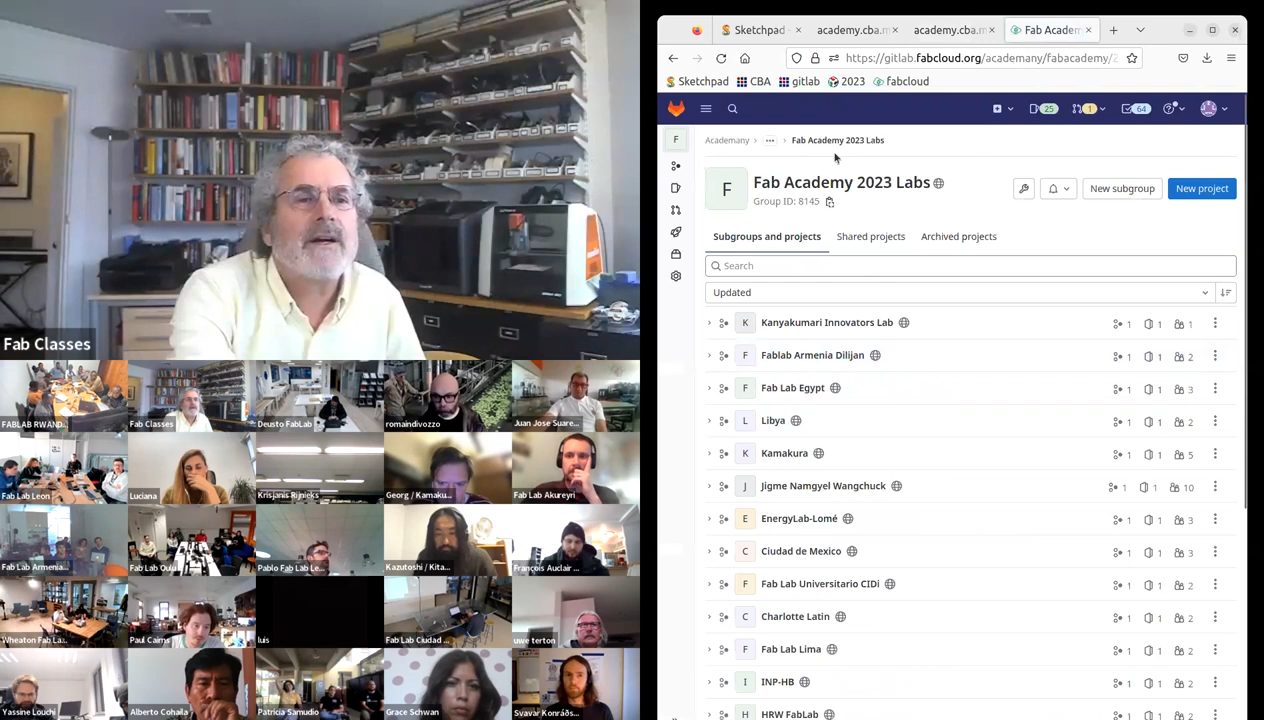 Fab Classes
FABLAB RWAND...
Fab Classes
Deusto FabLab
romaindivozzo
Juan Jose Suare...
Fab Lab Leon
Luciana
Krisjanis Rijnieks
Georg / Kamaku...
Fab Lab Akureyri
Fab Lab Armenia...
Fab Lab Oulu
Pablo Fab Lab Le...
Kazutoshi / Kita...
François Auclair ...
Wheaton Fab La...
Paul Cairns
luis
Fab Lab Ciudad ...
uwe terton
Yassine Louchi
Alberto Cohaila
Patricia Samudio
Grace Schwan
Svavar Konráðs...
Sketchpad
academy.cba.m
academy.cba.m
Fab Academ
https://gitlab.fabcloud.org/academany/fabacademy/2
Sketchpad CBA gitlab 2023 fabcloud
25 1 64
F
Academany ... Fab Academy 2023 Labs
F
Fab Academy 2023 Labs
Group ID: 8145
New subgroup
New project
Subgroups and projects Shared projects Archived projects
Search
Updated
K Kanyakumari Innovators Lab 1 1 1
F Fablab Armenia Dilijan 1 1 2
F Fab Lab Egypt 1 1 3
L Libya 1 1 2
K Kamakura 1 1 5
J Jigme Namgyel Wangchuck 1 1 10
E EnergyLab-Lomé 1 1 3
C Ciudad de Mexico 1 1 3
F Fab Lab Universitario CIDi 1 1 2
C Charlotte Latin 1 1 2
F Fab Lab Lima 1 1 2
I INP-HB 1 1 2
H HRW FabLab 1 1 2